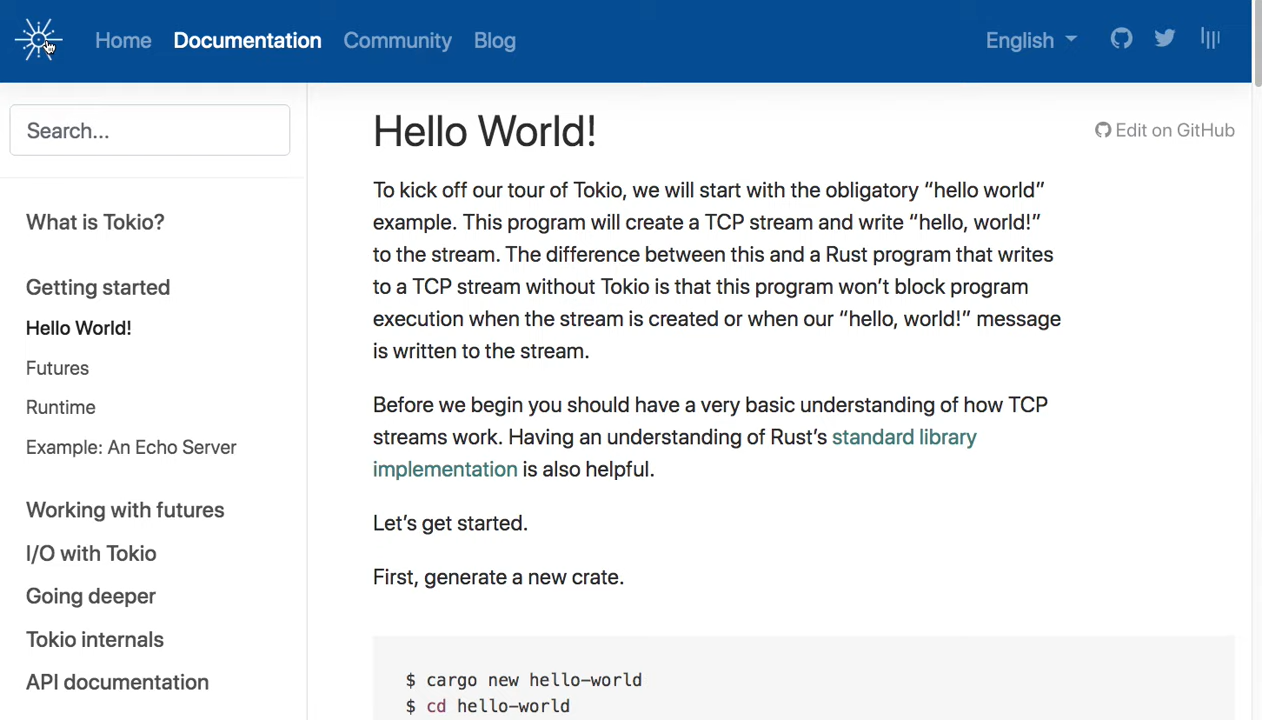 Home Documentation Community Blog English
Search...
What is Tokio?
Getting started
Hello World!
Futures
Runtime
Example: An Echo Server
Working with futures
I/O with Tokio
Going deeper
Tokio internals
API documentation
Hello World!
Edit on GitHub
To kick off our tour of Tokio, we will start with the obligatory “hello world”
example. This program will create a TCP stream and write “hello, world!”
to the stream. The difference between this and a Rust program that writes
to a TCP stream without Tokio is that this program won’t block program
execution when the stream is created or when our “hello, world!” message
is written to the stream.
Before we begin you should have a very basic understanding of how TCP
streams work. Having an understanding of Rust’s standard library
implementation is also helpful.
Let’s get started.
First, generate a new crate.
$ cargo new hello-world
$ cd hello-world